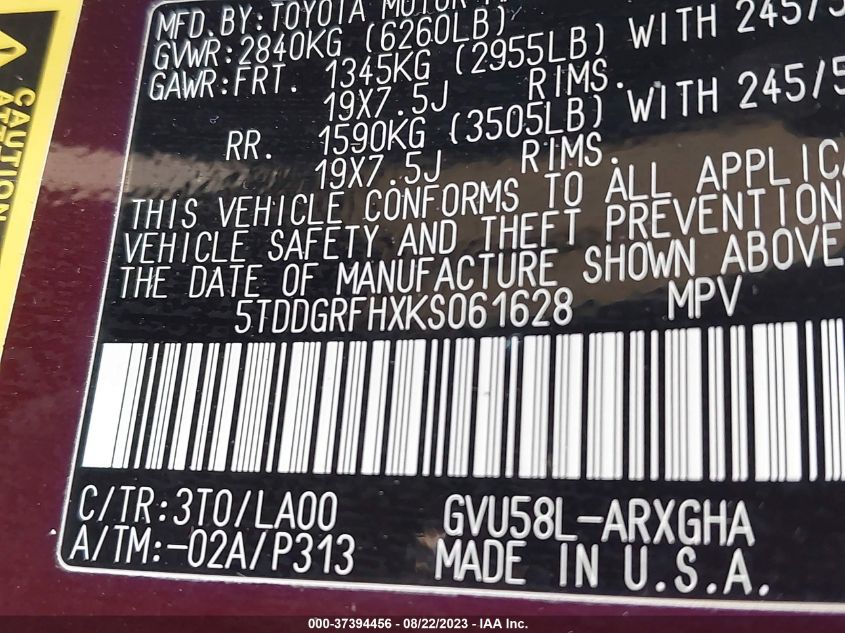 MFD.BY:TOYOTA MOTOR
GVWR:2840KG (6260LB)
GAWR:FRT. 1345KG (2955LB) WITH 245/5
19X7.5J RIMS.
RR. 1590KG (3505LB) WITH 245/5
19X7.5J RIMS.
THIS VEHICLE CONFORMS TO ALL APPLICA
VEHICLE SAFETY AND THEFT PREVENTION
THE DATE OF MANUFACTURE SHOWN ABOVE
5TDDGRFHXKS061628 MPV
C/TR:3T0/LA00 GVU58L-ARXGHA
A/TM:-02A/P313 MADE IN U.S.A.
CAUTION
000-37394456 - 08/22/2023 - IAA Inc.